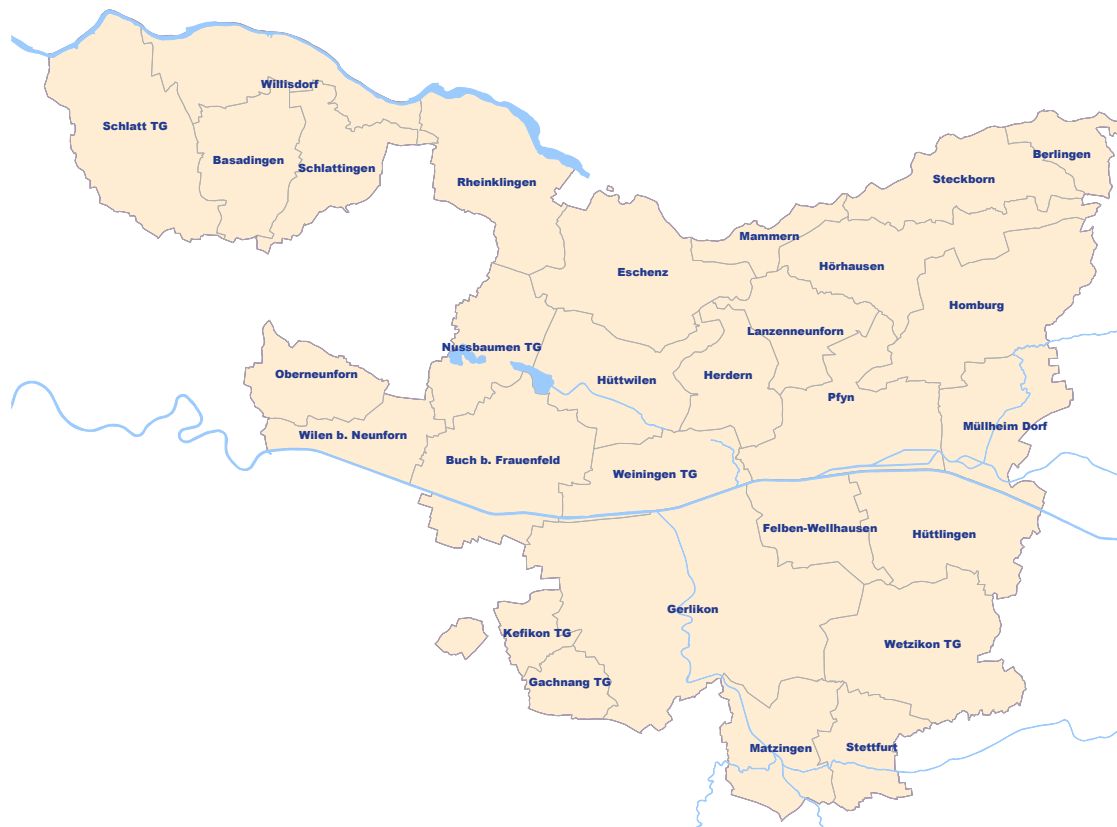 Willisdorf
Schlatt TG
Basadingen
Schlattingen
Rheinklingen
Berlingen
Steckborn
Mammern
Eschenz
Hörhausen
Homburg
Lanzenneunforn
Nussbaumen TG
Oberneunforn
Hüttwilen
Herdern
Pfyn
Müllheim Dorf
Wilen b. Neunforn
Buch b. Frauenfeld
Weiningen TG
Felben-Wellhausen
Hüttlingen
Gerlikon
Kefikon TG
Wetzikon TG
Gachnang TG
Matzingen
Stettfurt